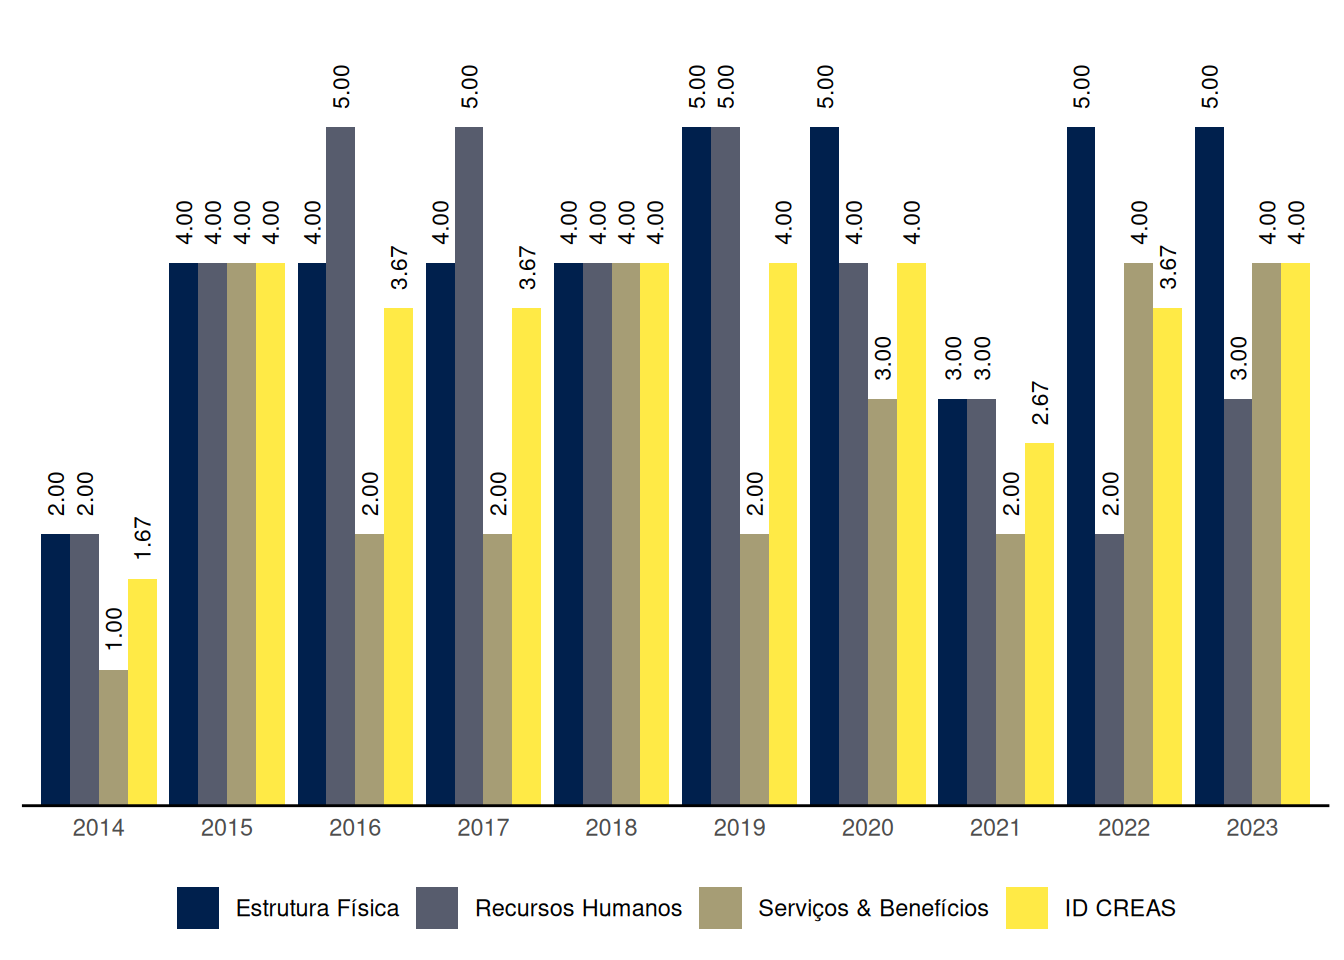 5.00 5.00 5.00 5.00 5.00 5.00 5.00
4.00 4.00 4.00 4.00 4.00 4.00 4.00 4.00 4.00 4.00 4.00 4.00 4.00 4.00 4.00 4.00
3.67 3.67 3.67
3.00 3.00 3.00 3.00
2.67
2.00 2.00 2.00 2.00 2.00 2.00 2.00
1.67
1.00
2014 2015 2016 2017 2018 2019 2020 2021 2022 2023
Estrutura Física Recursos Humanos Serviços & Benefícios ID CREAS